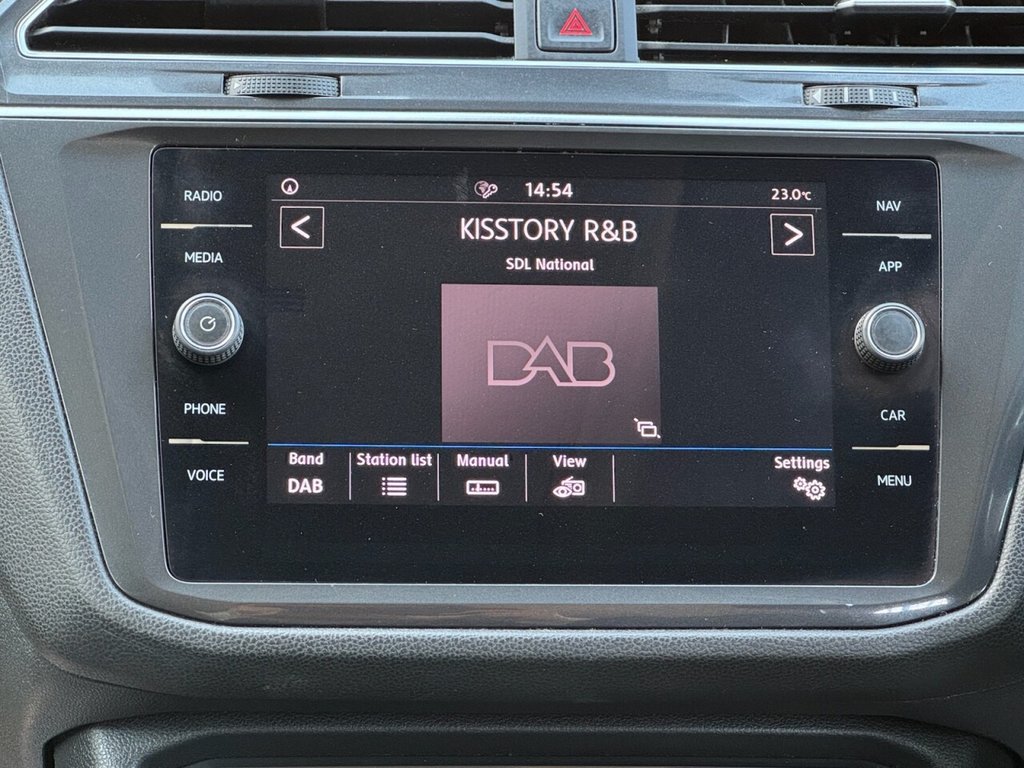 RADIO
MEDIA
PHONE
VOICE
14:54
23.0°C
<
KISSTORY R&B
>
SDL National
DAB
Band
DAB
Station list
Manual
View
Settings
NAV
APP
CAR
MENU